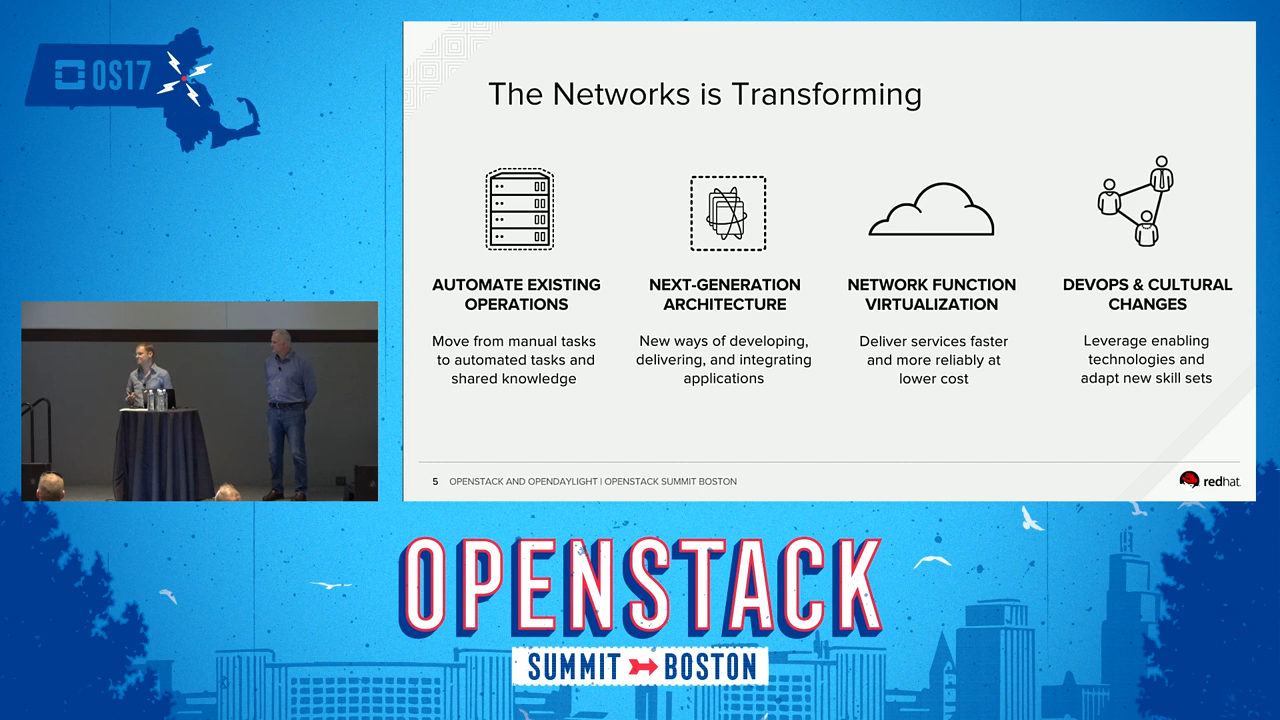 OS17
The Networks is Transforming
AUTOMATE EXISTING
OPERATIONS
Move from manual tasks
to automated tasks and
shared knowledge
NEXT-GENERATION
ARCHITECTURE
New ways of developing,
delivering, and integrating
applications
NETWORK FUNCTION
VIRTUALIZATION
Deliver services faster
and more reliably at
lower cost
DEVOPS & CULTURAL
CHANGES
Leverage enabling
technologies and
adapt new skill sets
5 OPENSTACK AND OPENDAYLIGHT | OPENSTACK SUMMIT BOSTON
redhat.
OPENSTACK
SUMMIT BOSTON